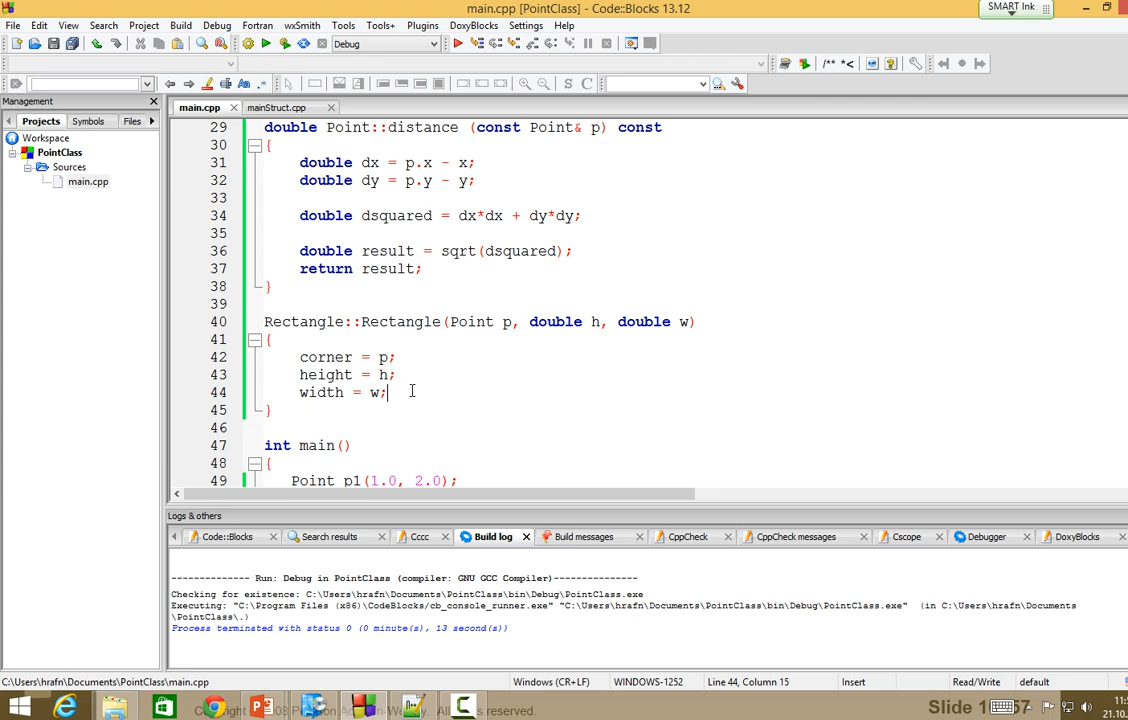 main.cpp [PointClass] - Code::Blocks 13.12
SMART Ink
File Edit View Search Project Build Debug Fortran wxSmith Tools Tools+ Plugins DoxyBlocks Settings Help
Debug
/** *<
S C
Management
main.cpp mainStruct.cpp
Projects Symbols Files
Workspace
PointClass
Sources
main.cpp
29 double Point::distance (const Point& p) const
30 {
31 double dx = p.x - x;
32 double dy = p.y - y;
33
34 double dsquared = dx*dx + dy*dy;
35
36 double result = sqrt(dsquared);
37 return result;
38 }
39
40 Rectangle::Rectangle(Point p, double h, double w)
41 {
42 corner = p;
43 height = h;
44 width = w;
45 }
46
47 int main()
48 {
49 Point p1(1.0, 2.0);
Logs & others
Code::Blocks Search results Cccc Build log Build messages CppCheck CppCheck messages Cscope Debugger DoxyBlocks
-------------- Run: Debug in PointClass (compiler: GNU GCC Compiler)---------------
Checking for existence: C:\Users\hrafn\Documents\PointClass\bin\Debug\PointClass.exe
Executing: "C:\Program Files (x86)\CodeBlocks/cb_console_runner.exe" "C:\Users\hrafn\Documents\PointClass\bin\Debug\PointClass.exe" (in C:\Users\hrafn\Documents
\PointClass\.)
Process terminated with status 0 (0 minute(s), 13 second(s))
C:\Users\hrafn\Documents\PointClass\main.cpp Windows (CR+LF) WINDOWS-1252 Line 44, Column 15 Insert Read/Write default
21.10